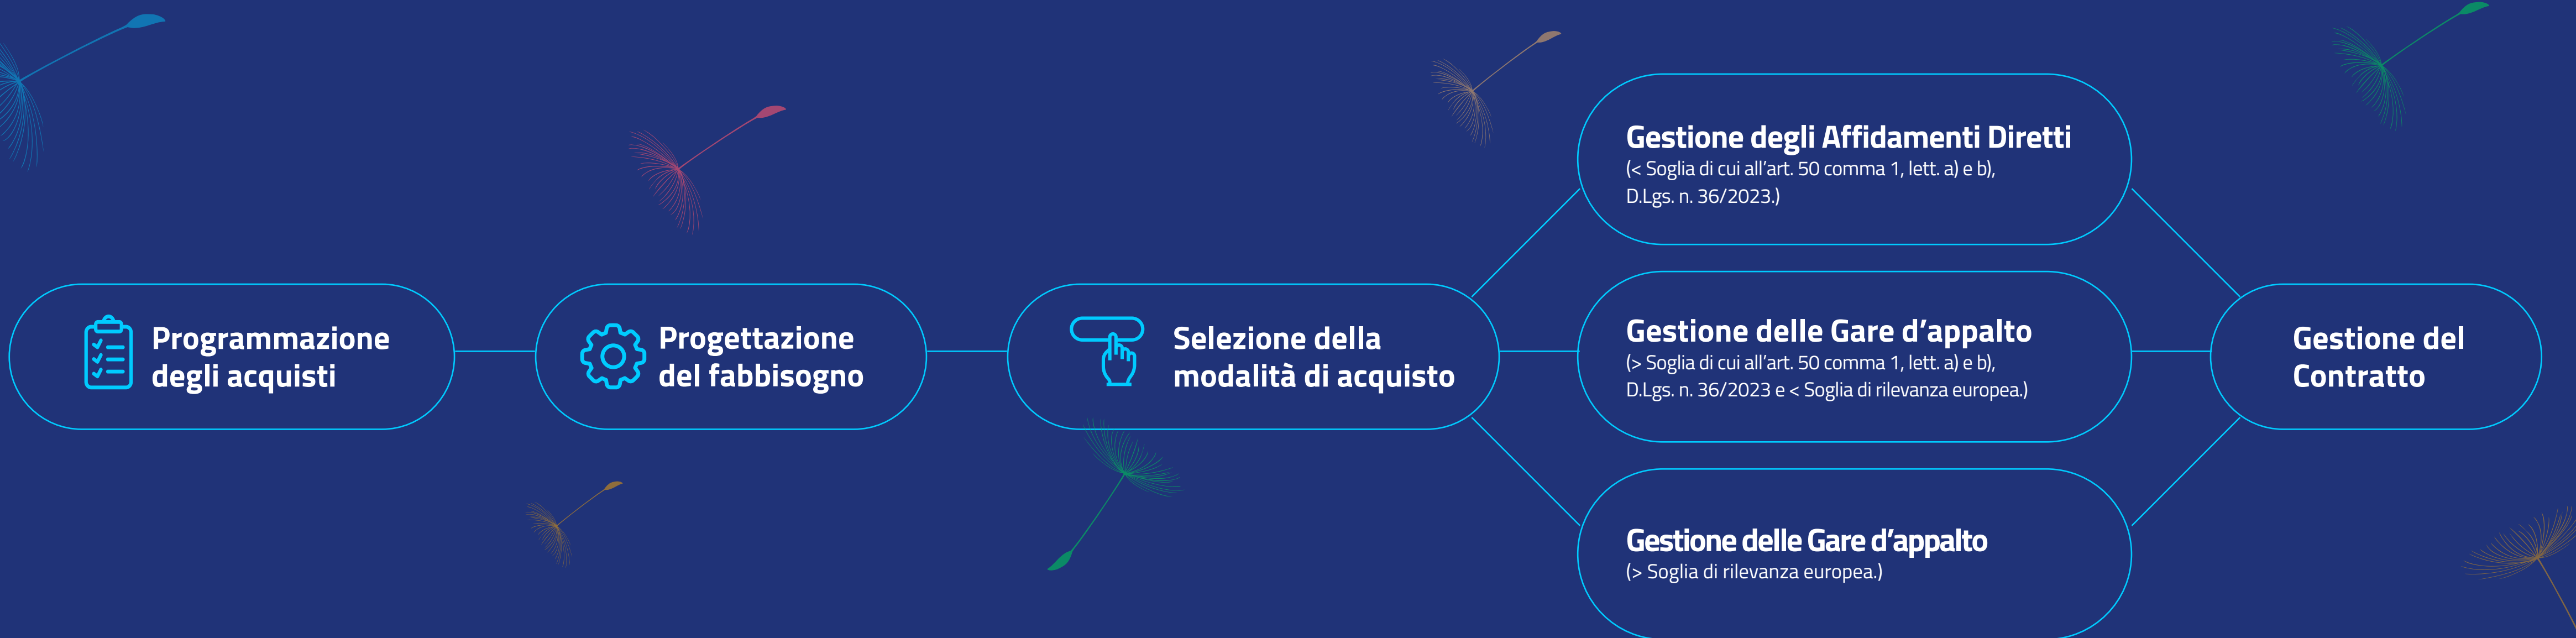 Programmazione
degli acquisti
Progettazione
del fabbisogno
Selezione della
modalità di acquisto
Gestione degli Affidamenti Diretti
(< Soglia di cui all’art. 50 comma 1, lett. a) e b),
D.Lgs. n. 36/2023.)
Gestione delle Gare d’appalto
(> Soglia di cui all’art. 50 comma 1, lett. a) e b),
D.Lgs. n. 36/2023 e < Soglia di rilevanza europea.)
Gestione delle Gare d’appalto
(> Soglia di rilevanza europea.)
Gestione del
Contratto